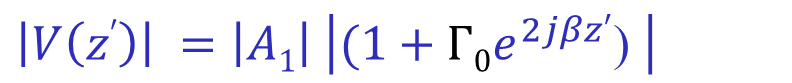 |V(z′)| = |A₁| |(1 + Γ₀e^{2jβz′})|